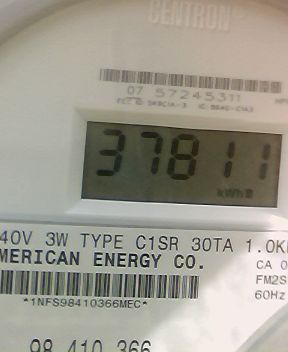 CENTRON
07 57245311
37811
kWh
40V 3W TYPE C1SR 30TA 1.0K
MERICAN ENERGY CO.
CA 0
FM2S
60Hz
*1NFS98410366MEC*
98 410 366